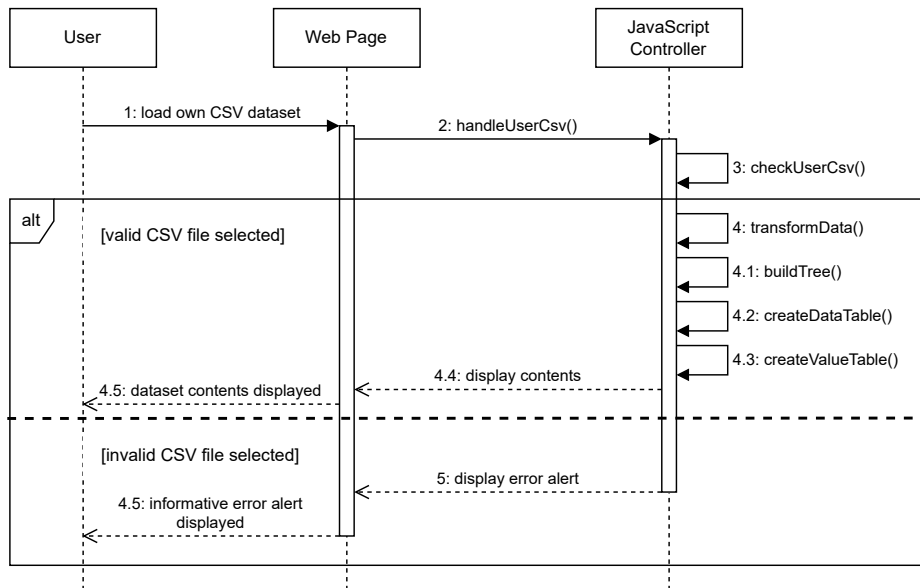 User
Web Page
JavaScript
Controller
1: load own CSV dataset
2: handleUserCsv()
3: checkUserCsv()
alt
[valid CSV file selected]
4: transformData()
4.1: buildTree()
4.2: createDataTable()
4.3: createValueTable()
4.4: display contents
4.5: dataset contents displayed
[invalid CSV file selected]
5: display error alert
4.5: informative error alert
displayed